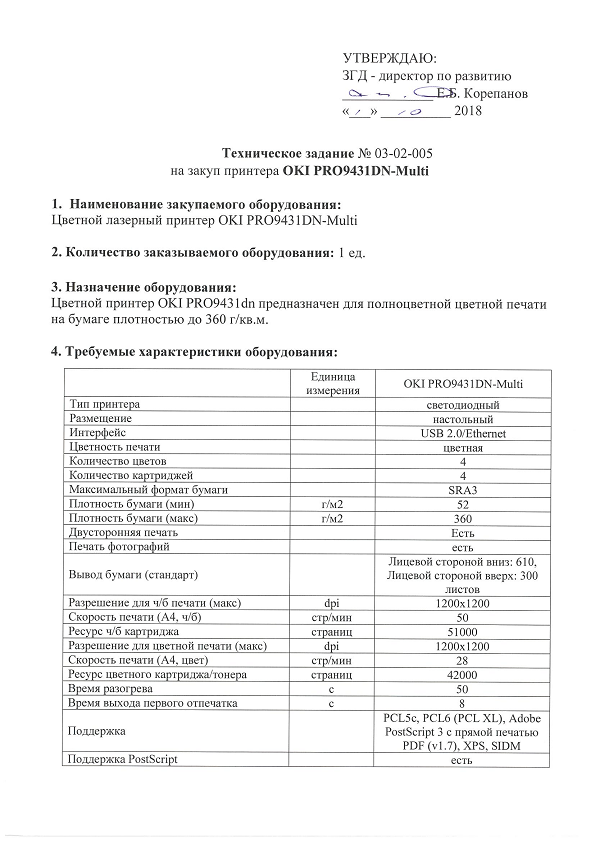 УТВЕРЖДАЮ:
ЗГД - директор по развитию
Е.Б. Корепанов
«    » 10 2018
Техническое задание № 03-02-005
на закуп принтера OKI PRO9431DN-Multi
1. Наименование закупаемого оборудования:
Цветной лазерный принтер OKI PRO9431DN-Multi
2. Количество заказываемого оборудования: 1 ед.
3. Назначение оборудования:
Цветной принтер OKI PRO9431dn предназначен для полноцветной цветной печати
на бумаге плотностью до 360 г/кв.м.
4. Требуемые характеристики оборудования:
Единица
измерения
OKI PRO9431DN-Multi
Тип принтера светодиодный
Размещение настольный
Интерфейс USB 2.0/Ethernet
Цветность печати цветная
Количество цветов 4
Количество картриджей 4
Максимальный формат бумаги SRA3
Плотность бумаги (мин) г/м2 52
Плотность бумаги (макс) г/м2 360
Двусторонняя печать Есть
Печать фотографий есть
Вывод бумаги (стандарт)
Лицевой стороной вниз: 610,
Лицевой стороной вверх: 300
листов
Разрешение для ч/б печати (макс) dpi 1200x1200
Скорость печати (А4, ч/б) стр/мин 50
Ресурс ч/б картриджа страниц 51000
Разрешение для цветной печати (макс) dpi 1200x1200
Скорость печати (А4, цвет) стр/мин 28
Ресурс цветного картриджа/тонера страниц 42000
Время разогрева с 50
Время выхода первого отпечатка с 8
Поддержка
PCL5c, PCL6 (PCL XL), Adobe
PostScript 3 с прямой печатью
PDF (v1.7), XPS, SIDM
Поддержка PostScript есть